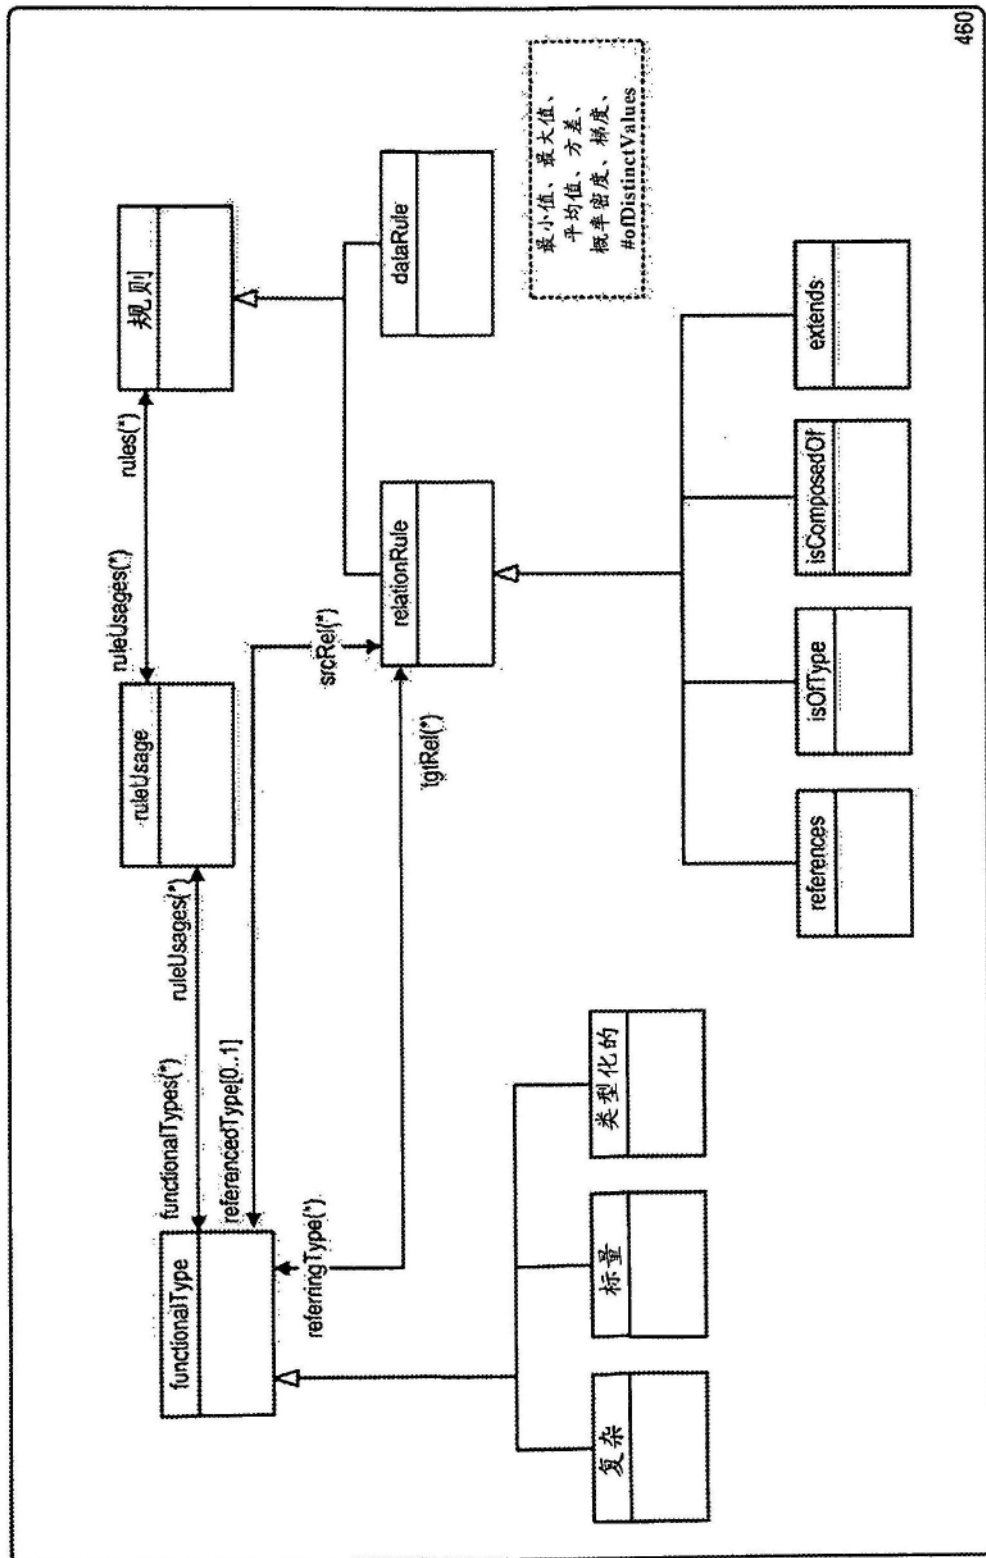 functionalType
functionalTypes(*)
ruleUsages(*)
ruleUsage
ruleUsages(*)
rules(*)
规则
referencedType[0..1]
srcRel(*)
referringType(*)
tgtRel(*)
relationRule
dataRule
最小值、最大值、
平均值、方差、
概率密度、梯度、
#ofDistinctValues
复杂
标量
类型化的
references
isOfType
isComposedOf
extends
460